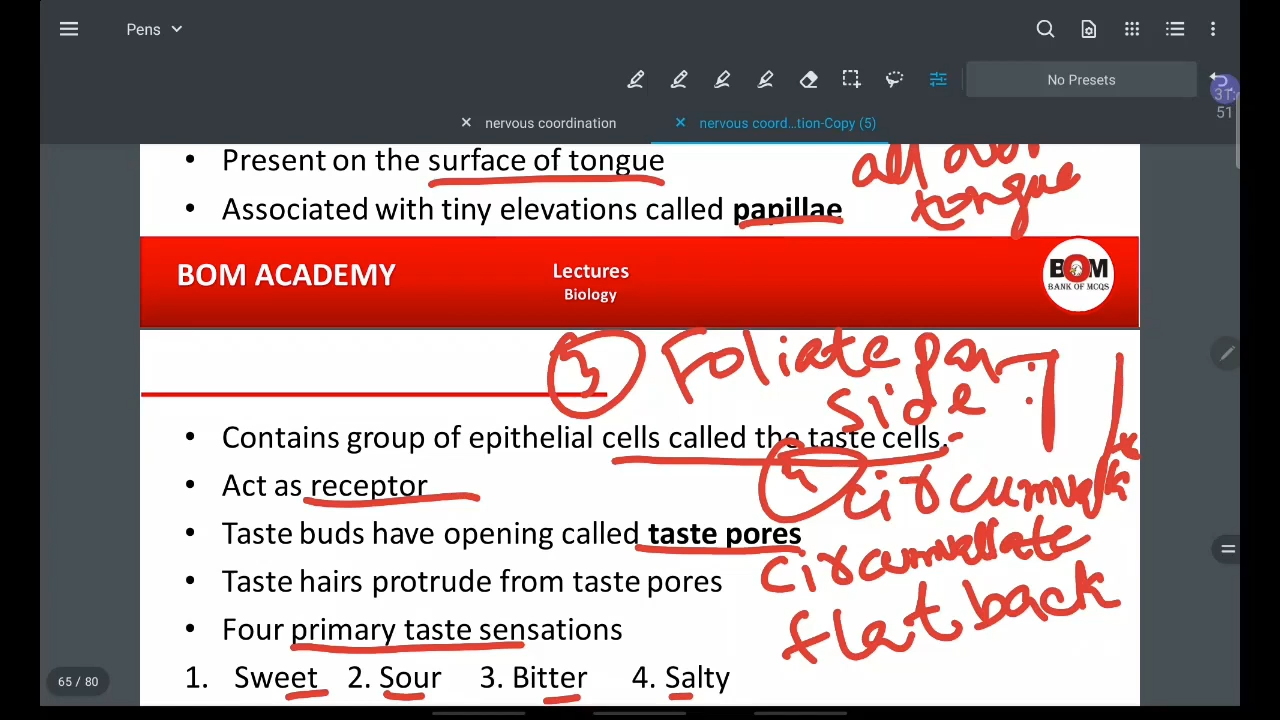 Pens
No Presets
31:
51
× nervous coordination
× nervous coord...tion-Copy (5)
• Present on the surface of tongue
all over
tongue
• Associated with tiny elevations called papillae
BOM ACADEMY
Lectures
Biology
BOM
BANK OF MCQS
3 Foliate
side
• Contains group of epithelial cells called the taste cells.
4
• Act as receptor
• Taste buds have opening called taste pores
circumvallate
• Taste hairs protrude from taste pores
flat back
• Four primary taste sensations
1. Sweet 2. Sour 3. Bitter 4. Salty
65 / 80